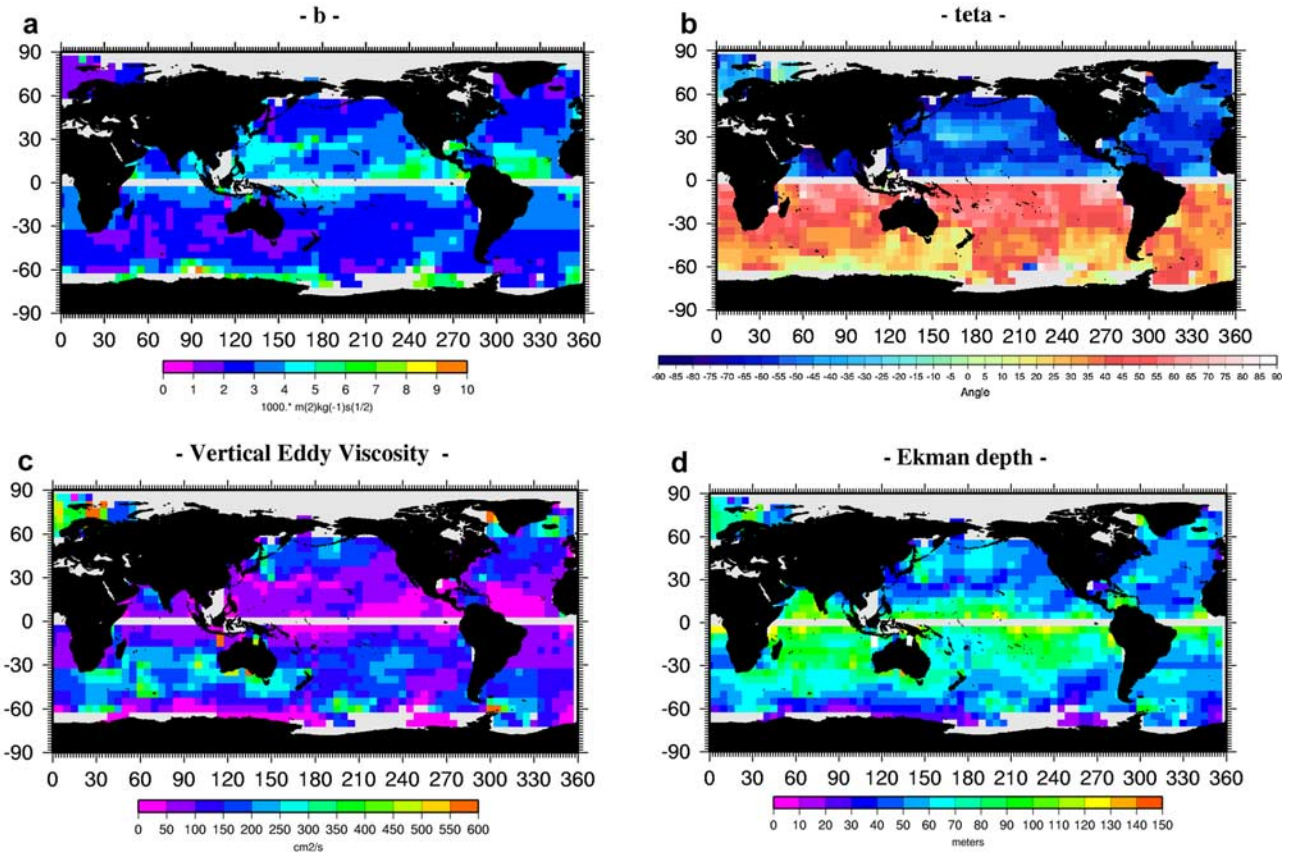 a
- b -
90
60
30
0
-30
-60
-90
0 30 60 90 120 150 180 210 240 270 300 330 360
0 1 2 3 4 5 6 7 8 9 10
1000.* m(2)kg(-1)s(1/2)
b
- teta -
90
60
30
0
-30
-60
-90
0 30 60 90 120 150 180 210 240 270 300 330 360
-90 -85 -80 -75 -70 -65 -60 -55 -50 -45 -40 -35 -30 -25 -20 -15 -10 -5 0 5 10 15 20 25 30 35 40 45 50 55 60 65 70 75 80 85 90
Angle
c
- Vertical Eddy Viscosity -
90
60
30
0
-30
-60
-90
0 30 60 90 120 150 180 210 240 270 300 330 360
0 50 100 150 200 250 300 350 400 450 500 550 600
cm2/s
d
- Ekman depth -
90
60
30
0
-30
-60
-90
0 30 60 90 120 150 180 210 240 270 300 330 360
0 10 20 30 40 50 60 70 80 90 100 110 120 130 140 150
meters